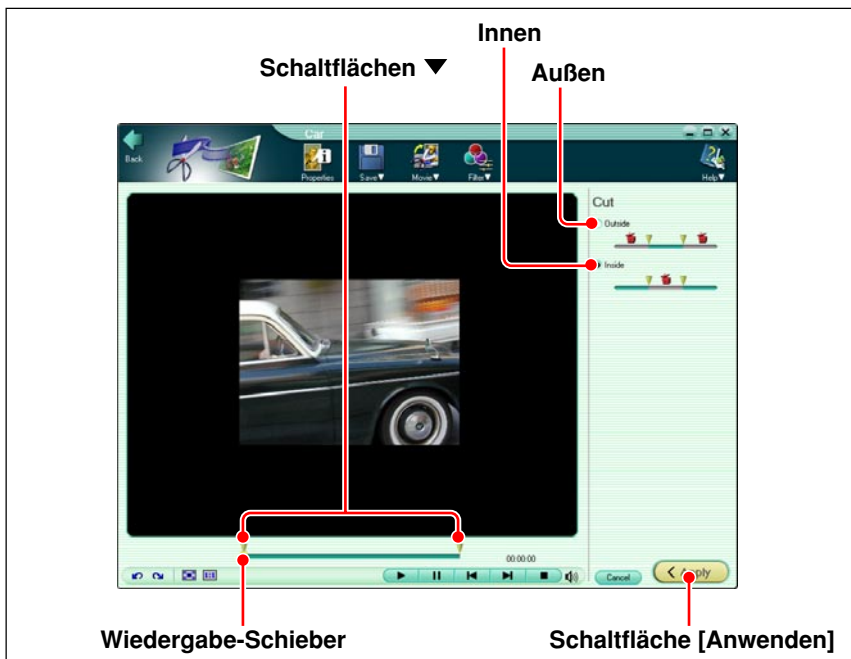 Innen
Schaltflächen ▼
Außen
Car
Back
Properties
Save▼
Movie▼
Filter▼
Help▼
Cut
Outside
Inside
00:00:00
Cancel
< Apply
Wiedergabe-Schieber
Schaltfläche [Anwenden]